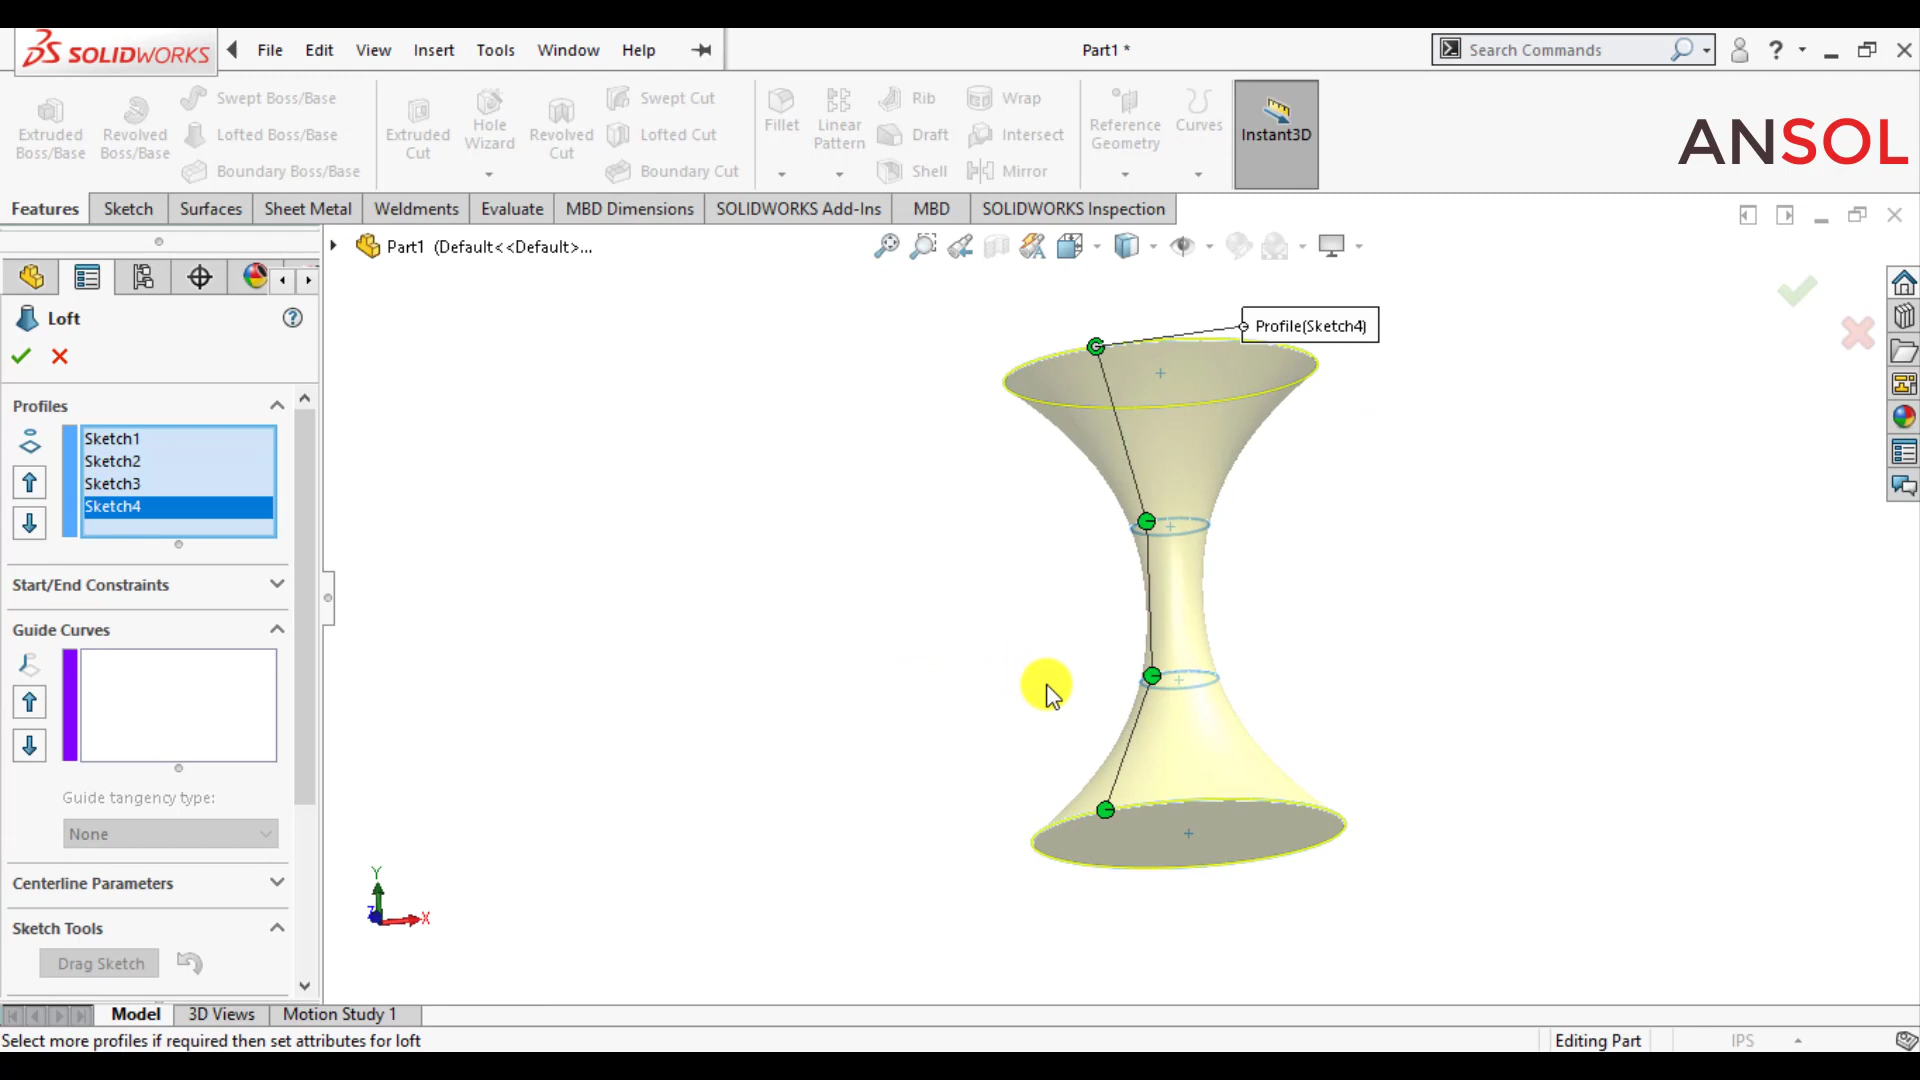 SOLIDWORKS File Edit View Insert Tools Window Help Part1 * Search Commands ?
Extruded Boss/Base
Revolved Boss/Base
Swept Boss/Base
Lofted Boss/Base
Boundary Boss/Base
Extruded Cut
Hole Wizard
Revolved Cut
Swept Cut
Lofted Cut
Boundary Cut
Fillet
Linear Pattern
Rib
Draft
Shell
Wrap
Intersect
Mirror
Reference Geometry
Curves
Instant3D
ANSOL
Features Sketch Surfaces Sheet Metal Weldments Evaluate MBD Dimensions SOLIDWORKS Add-Ins MBD SOLIDWORKS Inspection
Part1 (Default<<Default>...
Loft
Profiles
Sketch1
Sketch2
Sketch3
Sketch4
Start/End Constraints
Guide Curves
Guide tangency type:
None
Centerline Parameters
Sketch Tools
Drag Sketch
Profile(Sketch4)
Y
Z
X
Model 3D Views Motion Study 1
Select more profiles if required then set attributes for loft Editing Part IPS